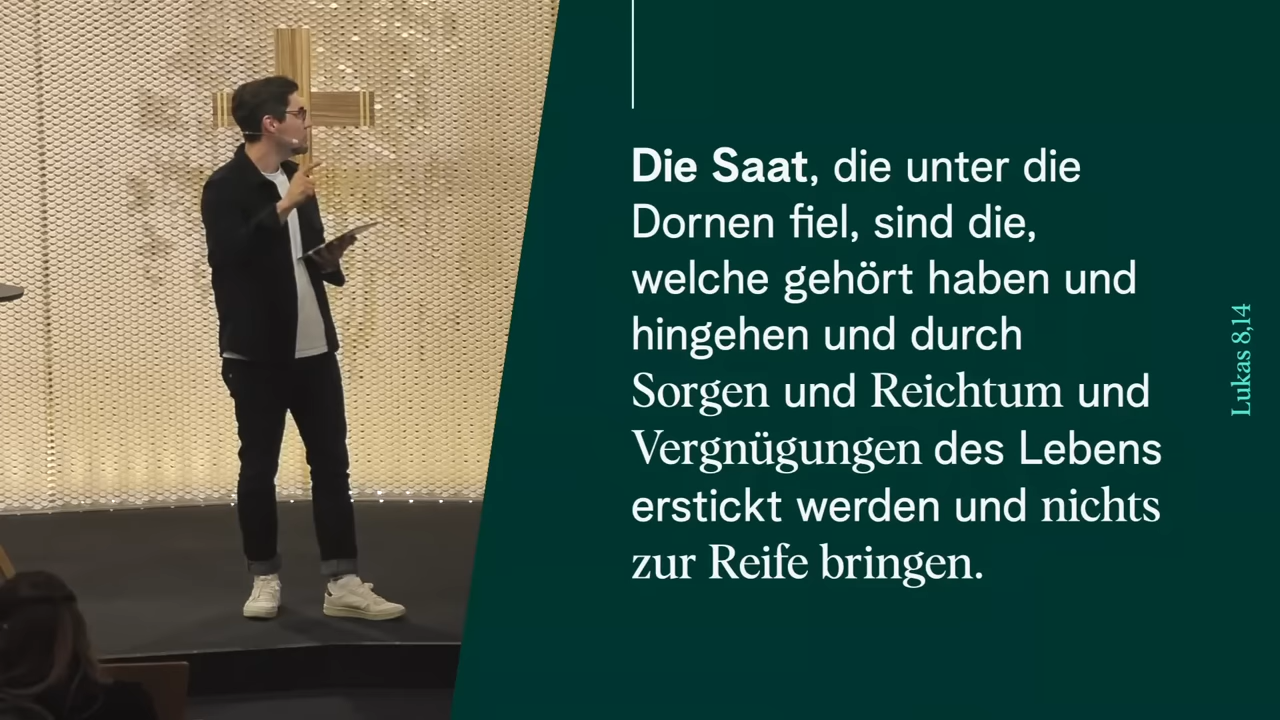 Die Saat, die unter die
Dornen fiel, sind die,
welche gehört haben und
hingehen und durch
Sorgen und Reichtum und
Vergnügungen des Lebens
erstickt werden und nichts
zur Reife bringen.
Lukas 8,14